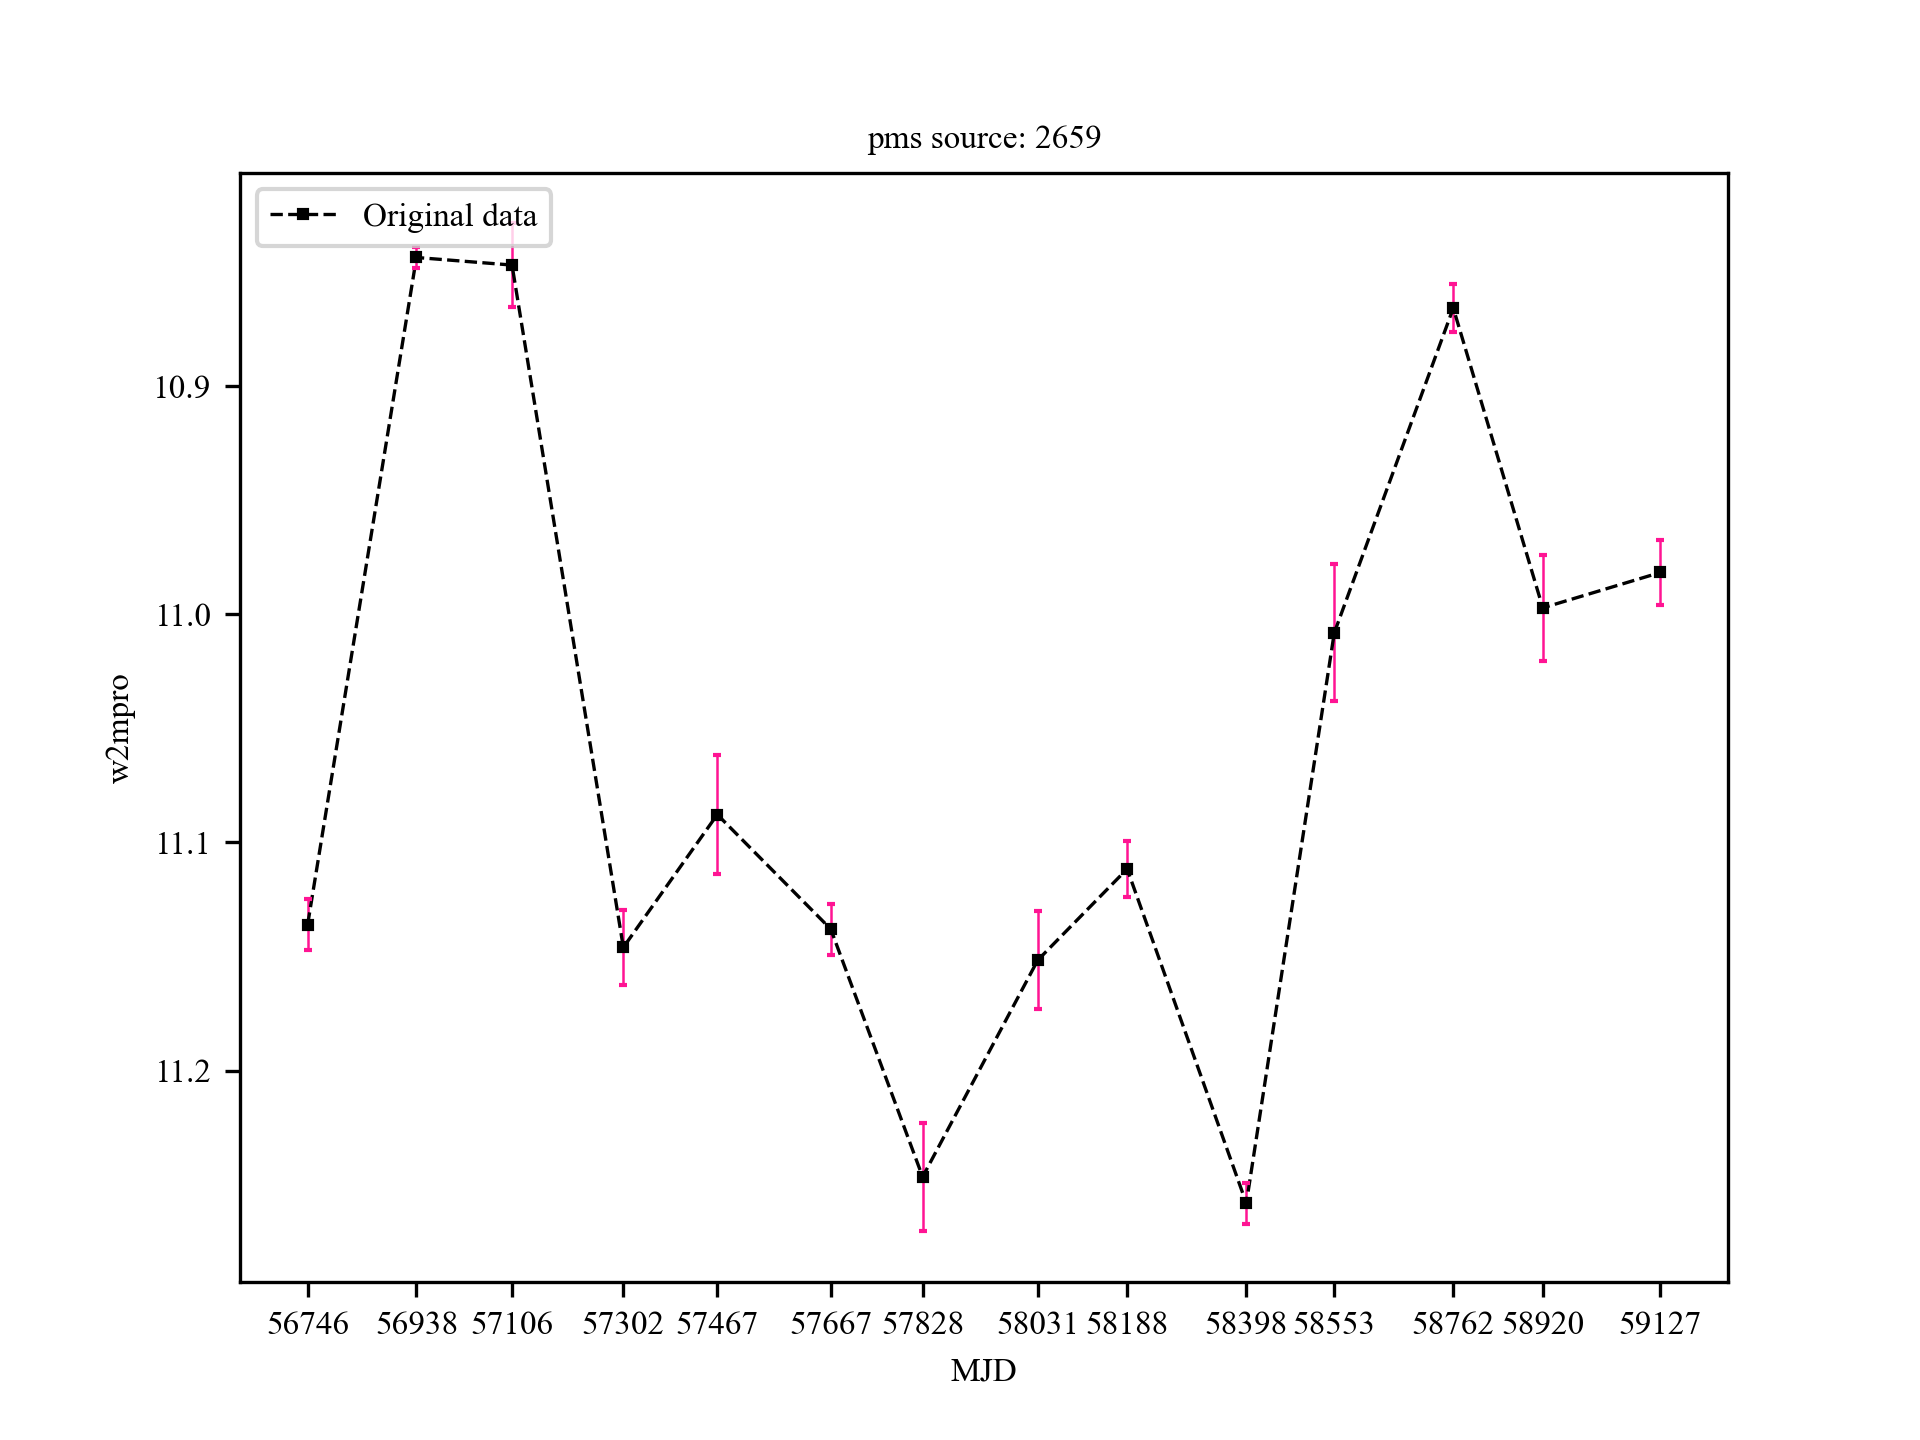 pms source: 2659
Original data
10.9
11.0
11.1
11.2
w2mpro
56746 56938 57106 57302 57467 57667 57828 58031 58188 58398 58553 58762 58920 59127
MJD